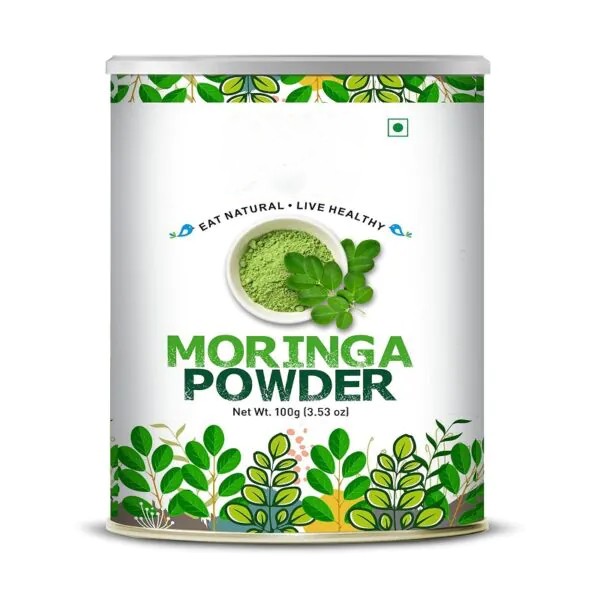 EAT NATURAL • LIVE HEALTHY
MORINGA
POWDER
Net Wt. 100g (3.53 oz)